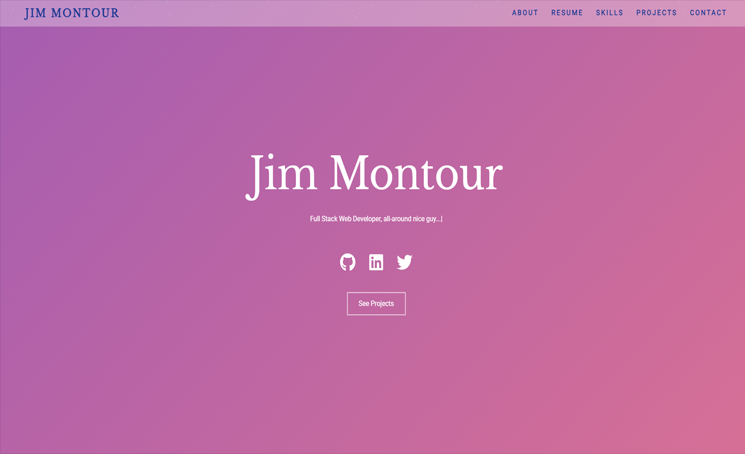 JIM MONTOUR
ABOUT RESUME SKILLS PROJECTS CONTACT
Jim Montour
Full Stack Web Developer, all-around nice guy...|
in
See Projects